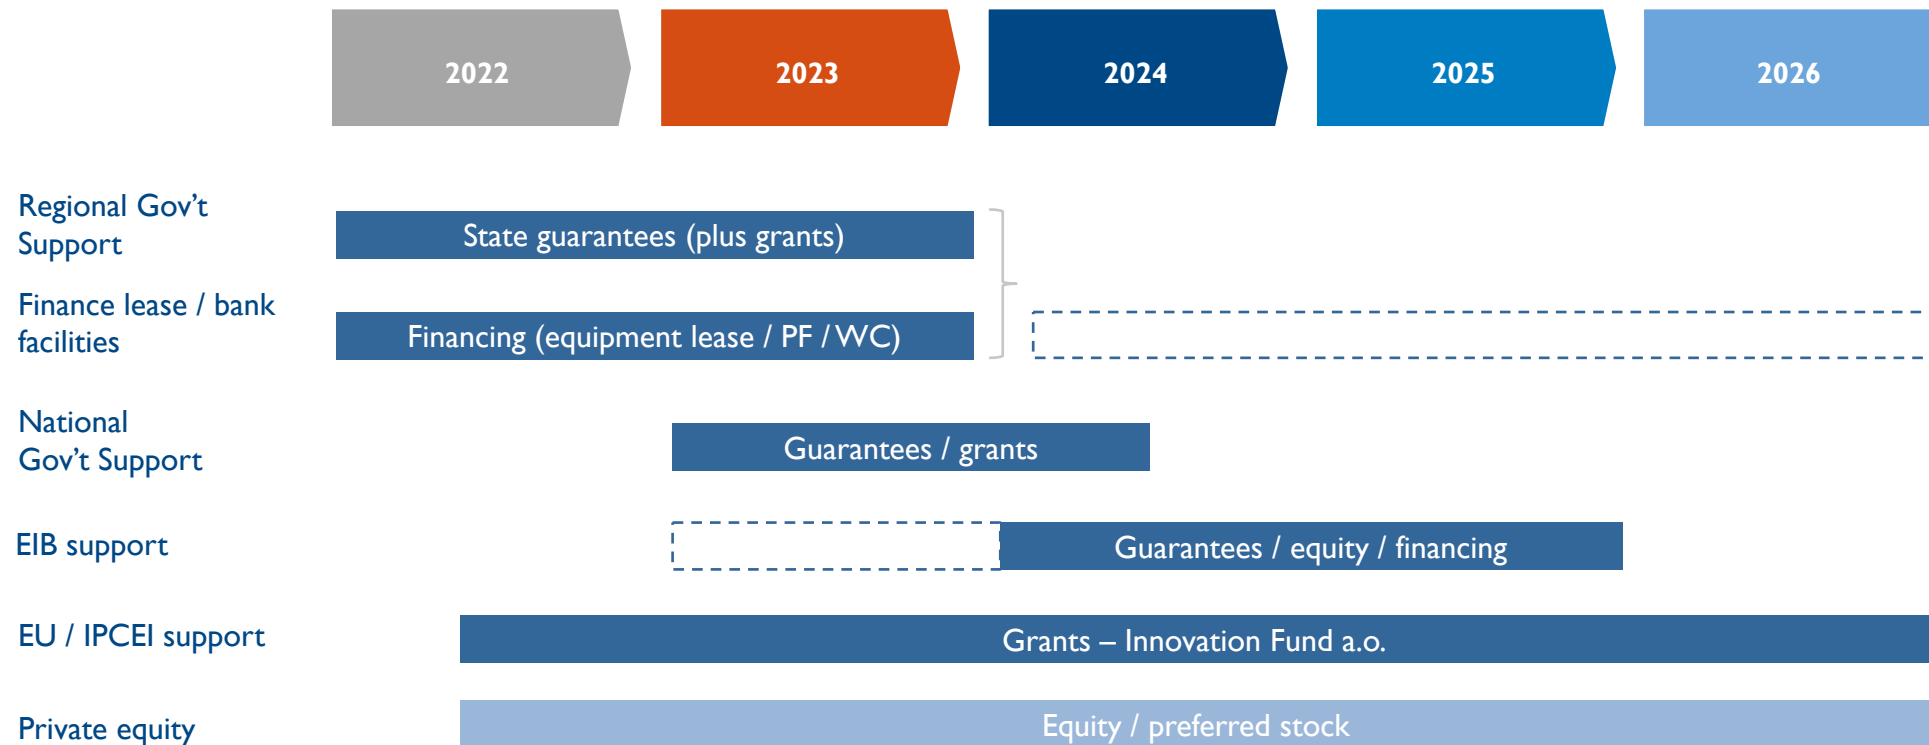 2022
2023
2024
2025
2026
Regional Gov't
Support
State guarantees (plus grants)
Finance lease / bank
facilities
Financing (equipment lease / PF / WC)
National
Gov't Support
Guarantees / grants
EIB support
Guarantees / equity / financing
EU / IPCEI support
Grants – Innovation Fund a.o.
Private equity
Equity / preferred stock